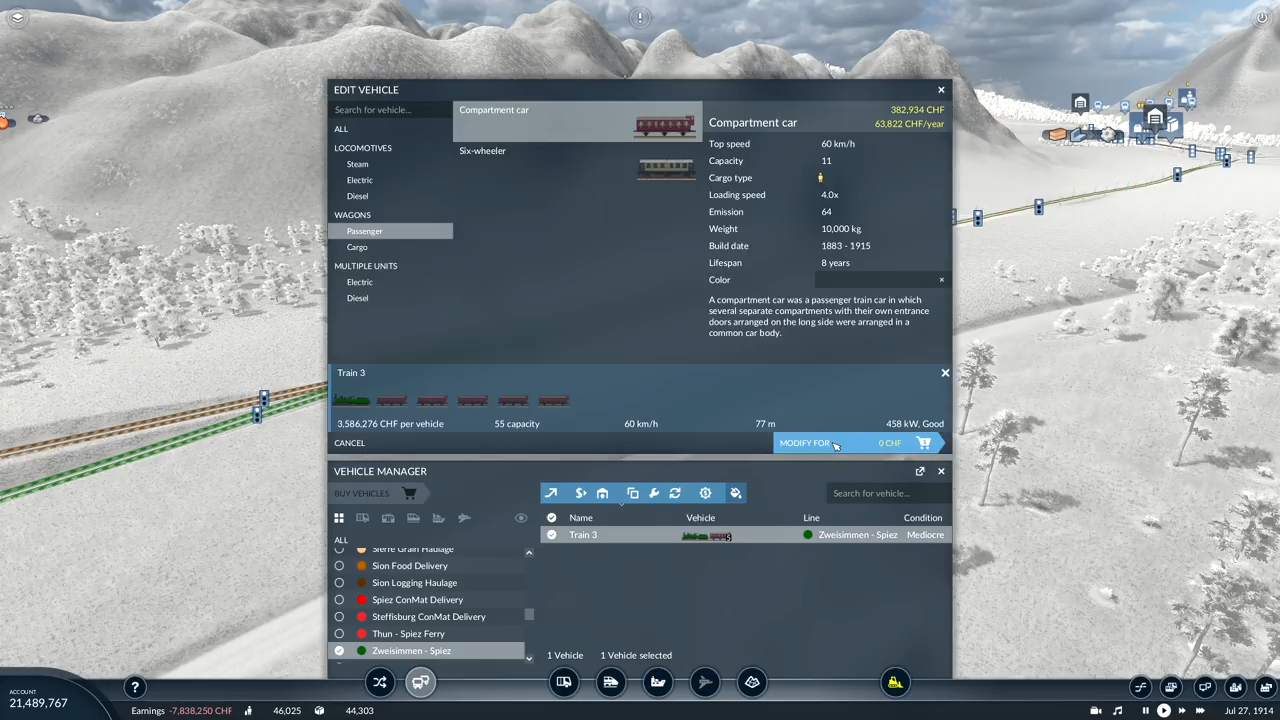 EDIT VEHICLE
Search for vehicle...
ALL
LOCOMOTIVES
Steam
Electric
Diesel
WAGONS
Passenger
Cargo
MULTIPLE UNITS
Electric
Diesel
Compartment car
Six-wheeler
382,934 CHF
Compartment car
63,822 CHF/year
Top speed 60 km/h
Capacity 11
Cargo type
Loading speed 4.0x
Emission 64
Weight 10,000 kg
Build date 1883 - 1915
Lifespan 8 years
Color
A compartment car was a passenger train car in which
several separate compartments with their own entrance
doors arranged on the long side were arranged in a
common car body.
Train 3
3,586,276 CHF per vehicle 55 capacity 60 km/h 77 m 458 kW, Good
CANCEL
MODIFY FOR 0 CHF
VEHICLE MANAGER
BUY VEHICLES
Search for vehicle...
ALL
Sierre Grain Haulage
Sion Food Delivery
Sion Logging Haulage
Spiez ConMat Delivery
Steffisburg ConMat Delivery
Thun - Spiez Ferry
Zweisimmen - Spiez
Name Vehicle Line Condition
Train 3 5 Zweisimmen - Spiez Mediocre
1 Vehicle 1 Vehicle selected
ACCOUNT
21,489,767
?
Earnings -7,838,250 CHF 46,025 44,303
Jul 27, 1914